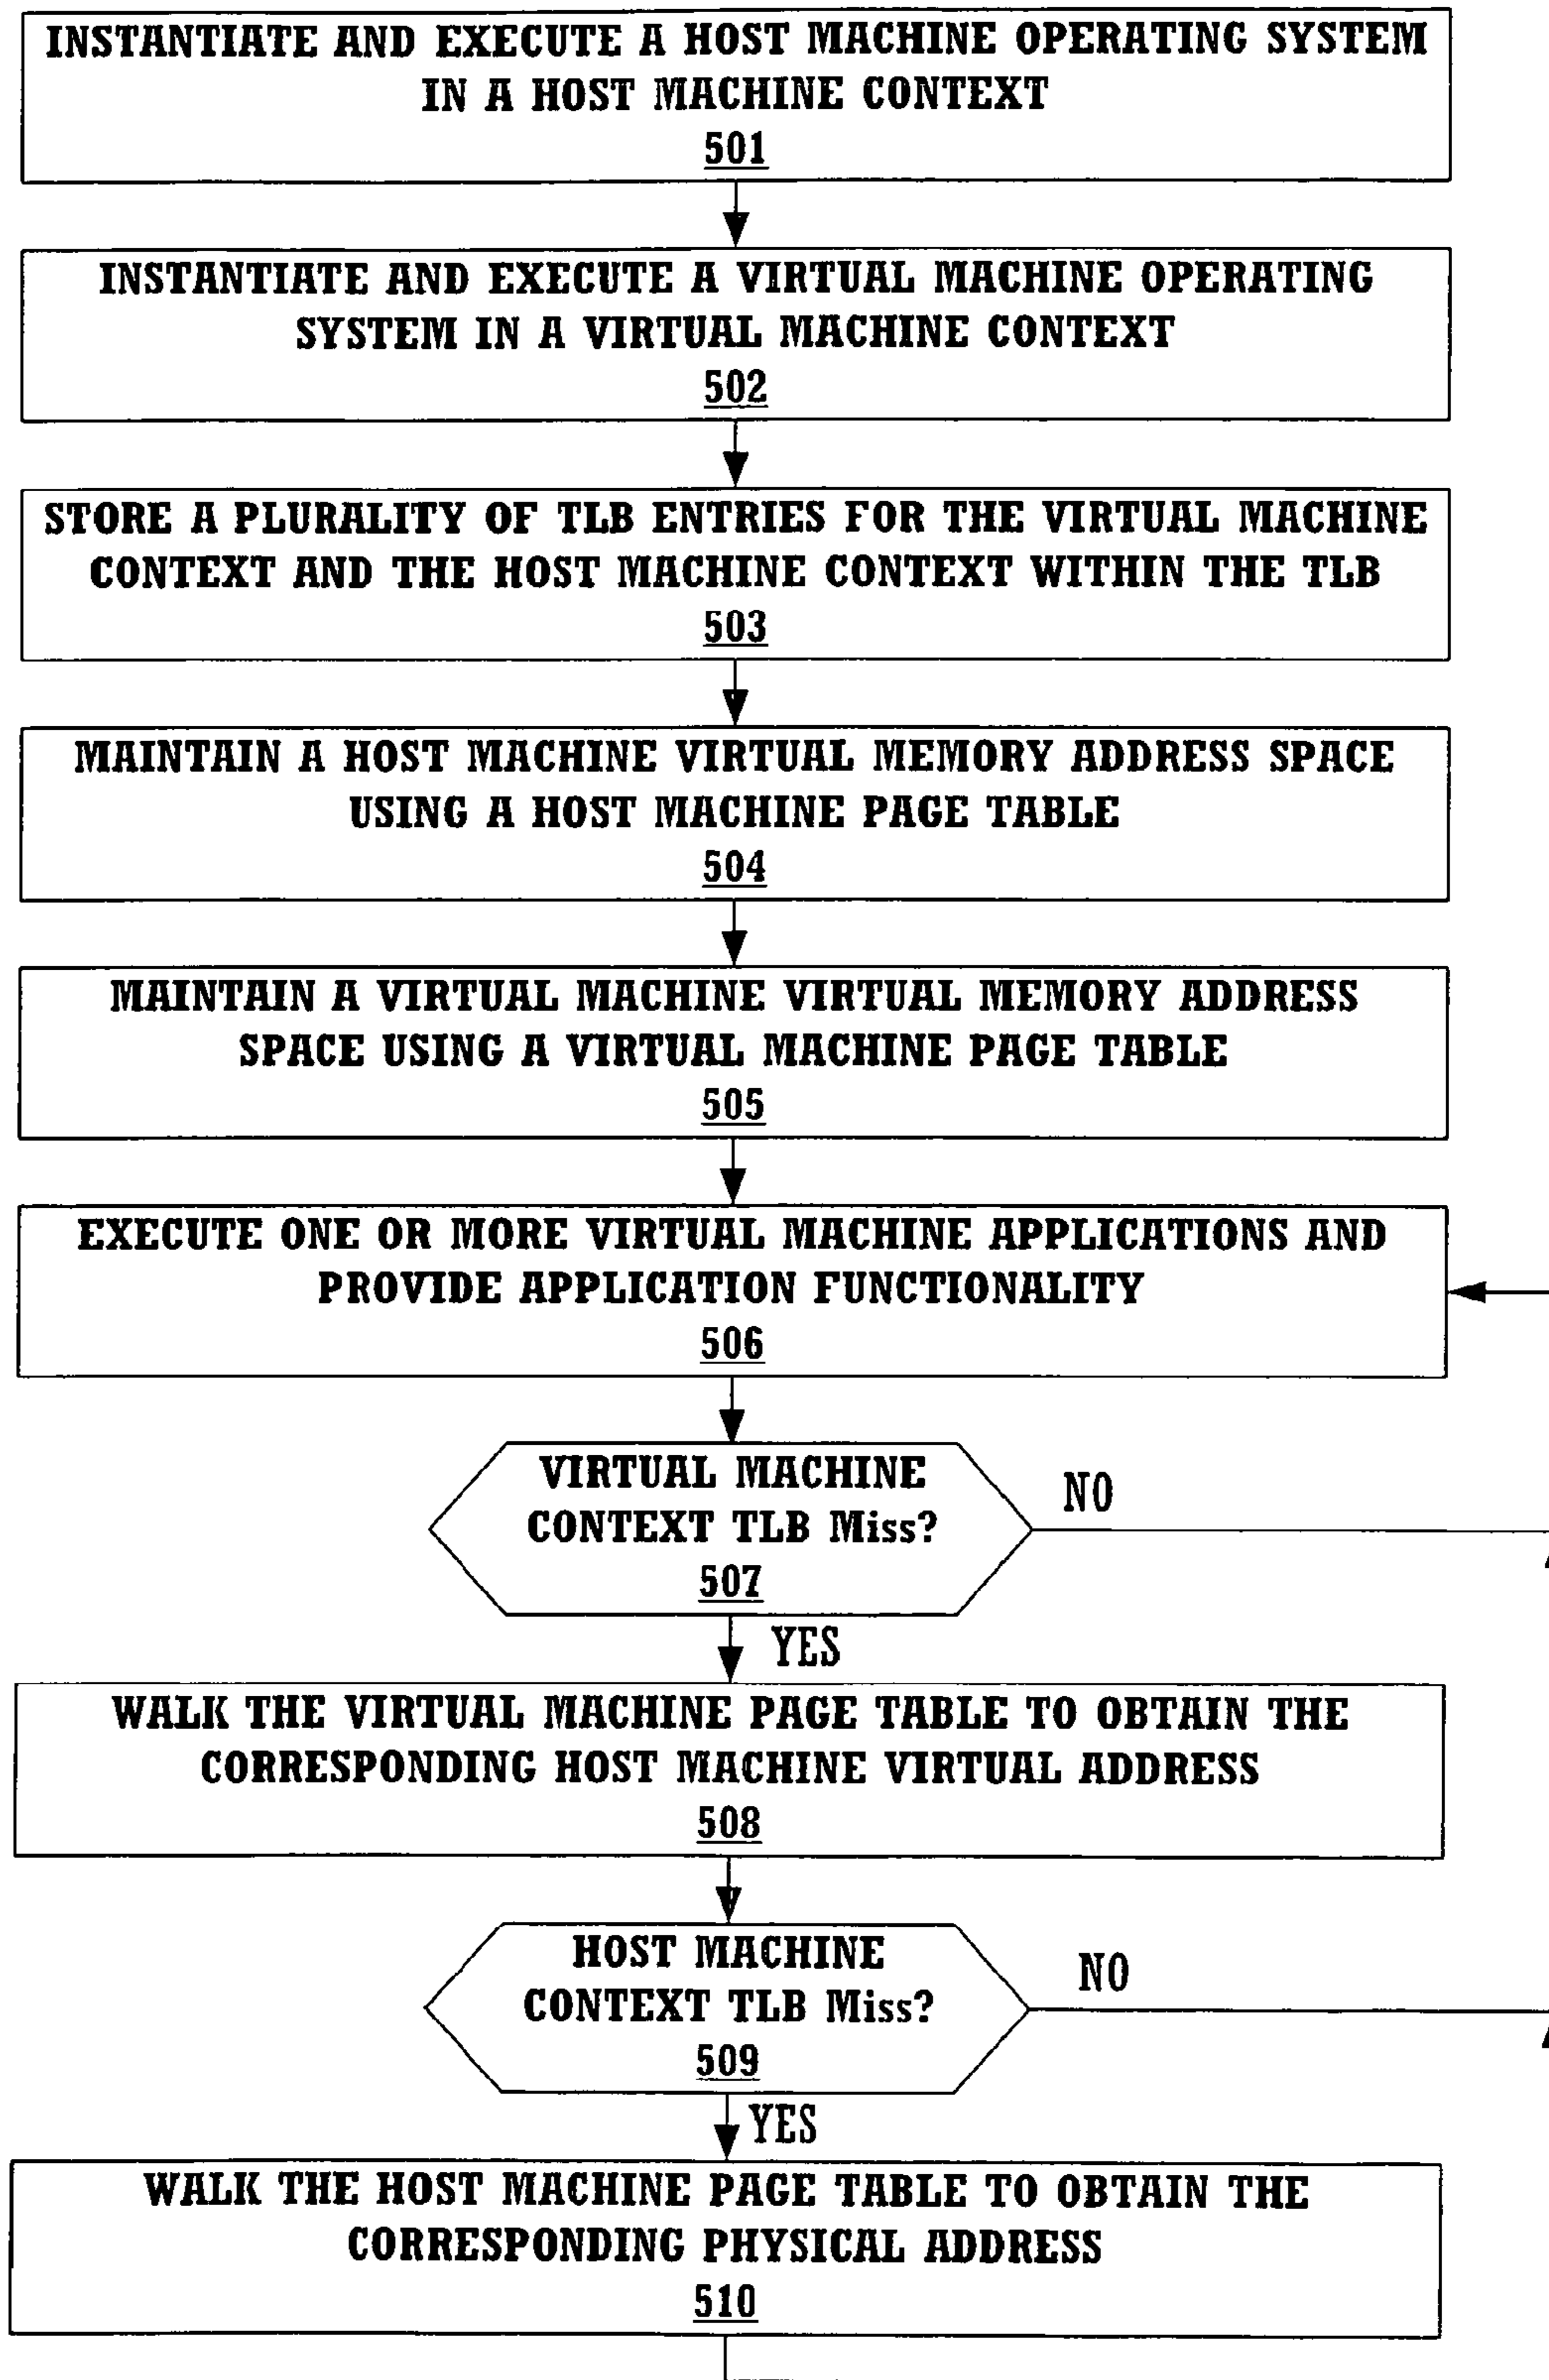 INSTANTIATE AND EXECUTE A HOST MACHINE OPERATING SYSTEM
IN A HOST MACHINE CONTEXT
501
INSTANTIATE AND EXECUTE A VIRTUAL MACHINE OPERATING
SYSTEM IN A VIRTUAL MACHINE CONTEXT
502
STORE A PLURALITY OF TLB ENTRIES FOR THE VIRTUAL MACHINE
CONTEXT AND THE HOST MACHINE CONTEXT WITHIN THE TLB
503
MAINTAIN A HOST MACHINE VIRTUAL MEMORY ADDRESS SPACE
USING A HOST MACHINE PAGE TABLE
504
MAINTAIN A VIRTUAL MACHINE VIRTUAL MEMORY ADDRESS
SPACE USING A VIRTUAL MACHINE PAGE TABLE
505
EXECUTE ONE OR MORE VIRTUAL MACHINE APPLICATIONS AND
PROVIDE APPLICATION FUNCTIONALITY
506
VIRTUAL MACHINE
CONTEXT TLB Miss?
507
NO
YES
WALK THE VIRTUAL MACHINE PAGE TABLE TO OBTAIN THE
CORRESPONDING HOST MACHINE VIRTUAL ADDRESS
508
HOST MACHINE
CONTEXT TLB Miss?
509
NO
YES
WALK THE HOST MACHINE PAGE TABLE TO OBTAIN THE
CORRESPONDING PHYSICAL ADDRESS
510